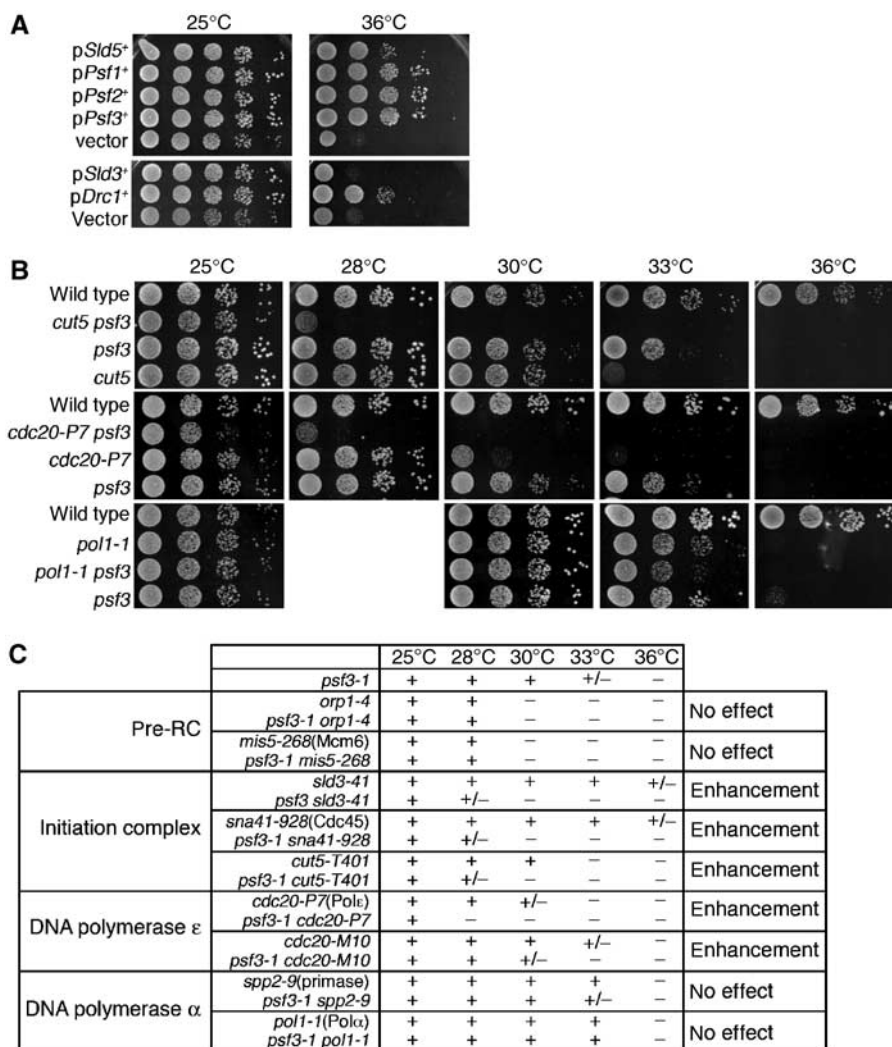 A
25°C 36°C
pSld5+
pPsf1+
pPsf2+
pPsf3+
vector
pSld3+
pDrc1+
Vector
B
25°C 28°C 30°C 33°C 36°C
Wild type
cut5 psf3
psf3
cut5
Wild type
cdc20-P7 psf3
cdc20-P7
psf3
Wild type
pol1-1
pol1-1 psf3
psf3
C
25°C 28°C 30°C 33°C 36°C
psf3-1 + + + +/− −
Pre-RC
orp1-4 + + − − −
psf3-1 orp1-4 + + − − −
No effect
mis5-268(Mcm6) + + − − −
psf3-1 mis5-268 + + − − −
No effect
Initiation complex
sld3-41 + + + + +/−
psf3 sld3-41 + +/− − − −
Enhancement
sna41-928(Cdc45) + + + + +/−
psf3-1 sna41-928 + +/− − − −
Enhancement
cut5-T401 + + + − −
psf3-1 cut5-T401 + +/− − − −
Enhancement
DNA polymerase ε
cdc20-P7(Polε) + + +/− − −
psf3-1 cdc20-P7 + − − − −
Enhancement
cdc20-M10 + + + +/− −
psf3-1 cdc20-M10 + + +/− − −
Enhancement
DNA polymerase α
spp2-9(primase) + + + + −
psf3-1 spp2-9 + + + +/− −
No effect
pol1-1(Polα) + + + + −
psf3-1 pol1-1 + + + + −
No effect